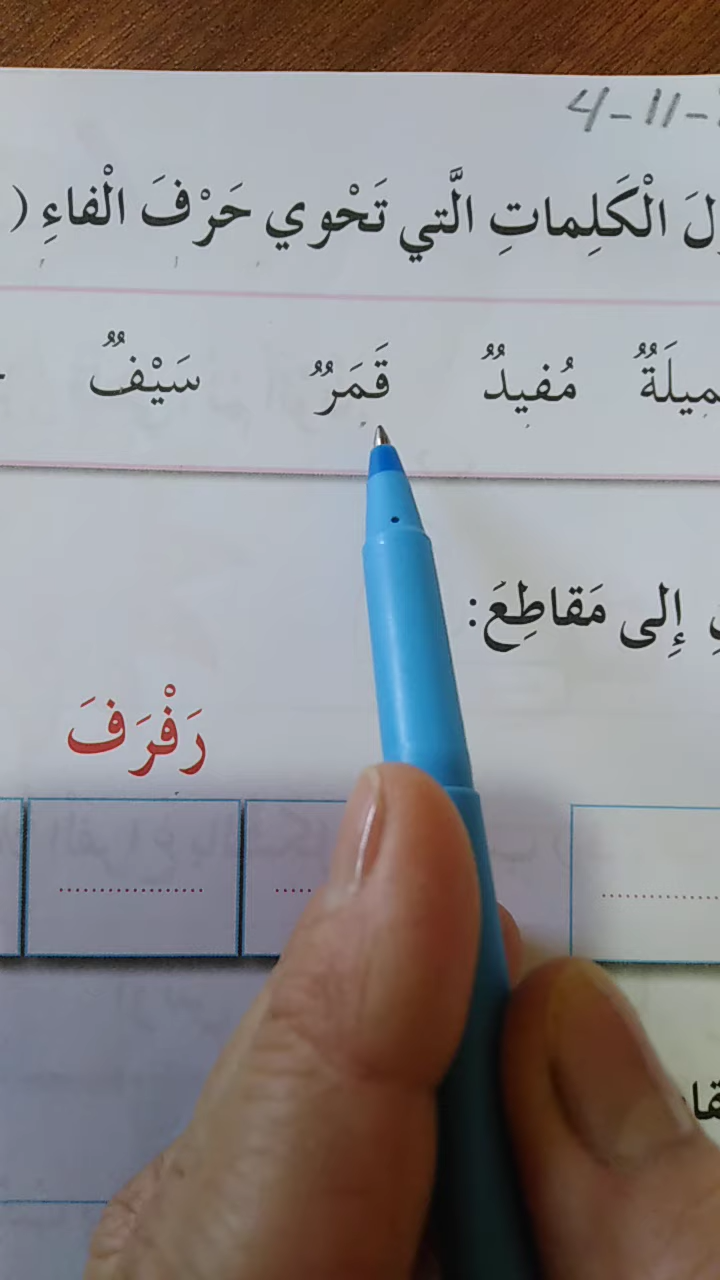 4-11-
الْكَلِماتِ الَّتي تَحْوي حَرْفَ الْفاءِ (
مُفيدٌ قَمَرٌ سَيْفٌ
إِلى مَقاطِعَ:
رَفْرَفَ